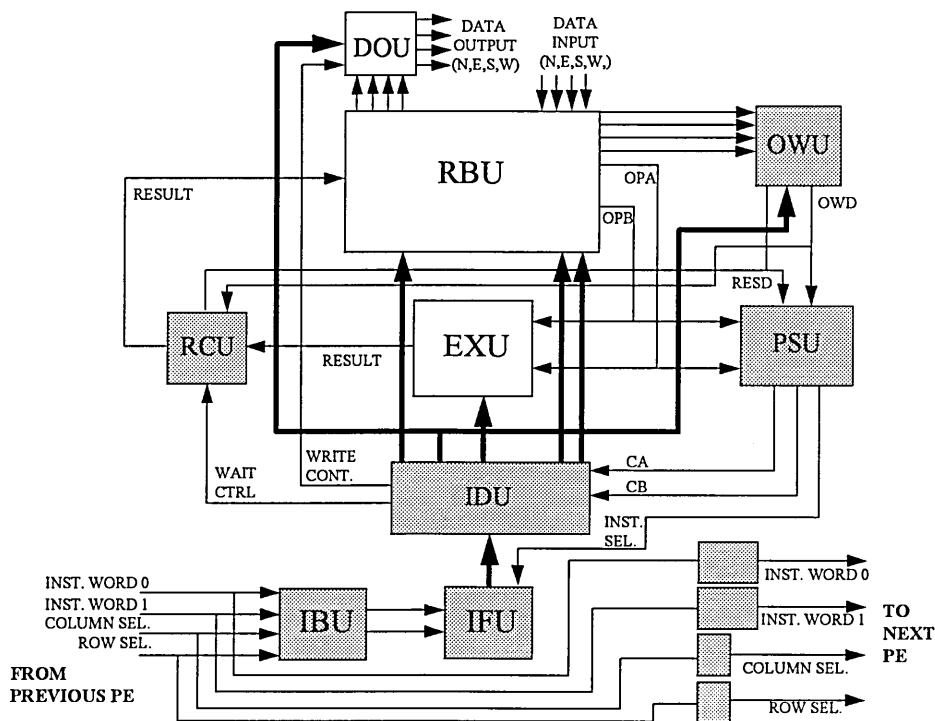 DOU
DATA
OUTPUT
(N,E,S,W)
DATA
INPUT
(N,E,S,W,)
RBU
OWU
RESULT
OPA
OPB
OWD
RESD
RCU
RESULT
EXU
PSU
WAIT
CTRL
WRITE
CONT.
IDU
CA
CB
INST.
SEL.
INST. WORD 0
INST. WORD 1
COLUMN SEL.
ROW SEL.
IBU
IFU
INST. WORD 0
INST. WORD 1
COLUMN SEL.
ROW SEL.
TO
NEXT
PE
FROM
PREVIOUS PE